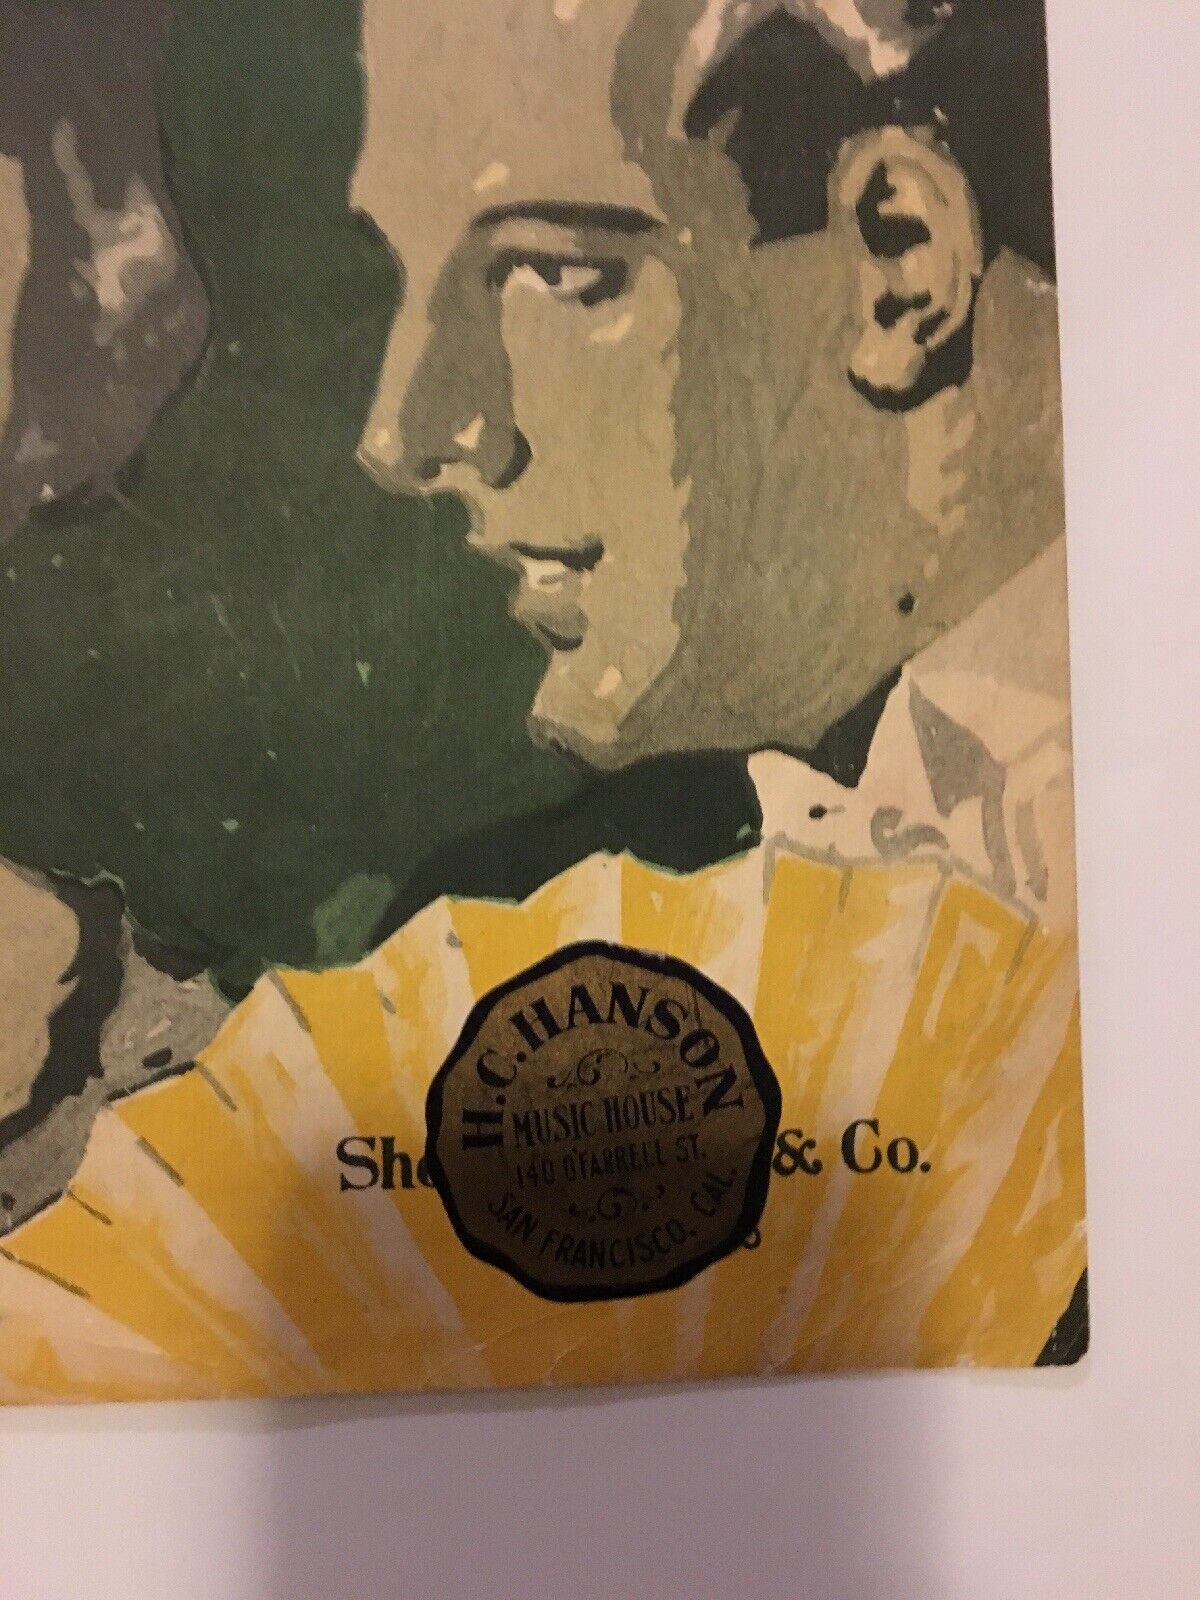 H.C. HANSON
MUSIC HOUSE
140 O'FARRELL ST.
SAN FRANCISCO, CAL.
She & Co.